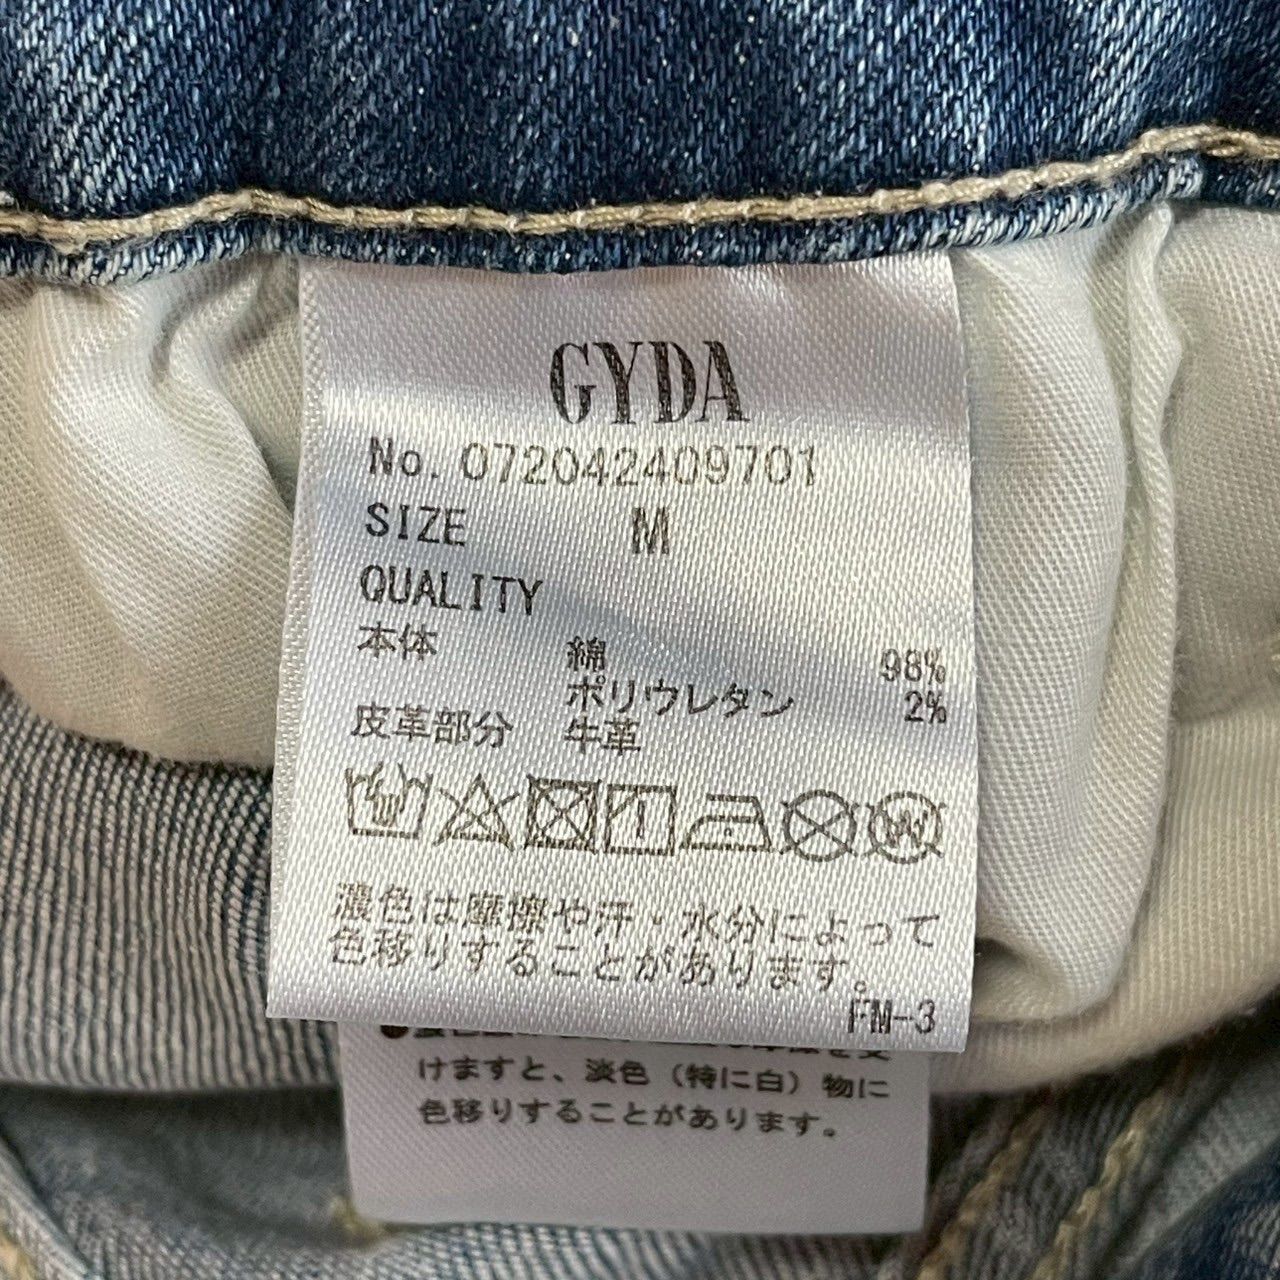 GYDA
No. 072042409701
SIZE M
QUALITY
本体 綿 98%
ポリウレタン 2%
皮革部分 牛革
濃色は摩擦や汗・水分によって
色移りすることがあります。
FM-3
けますと、淡色（特に白）物に
色移りすることがあります。